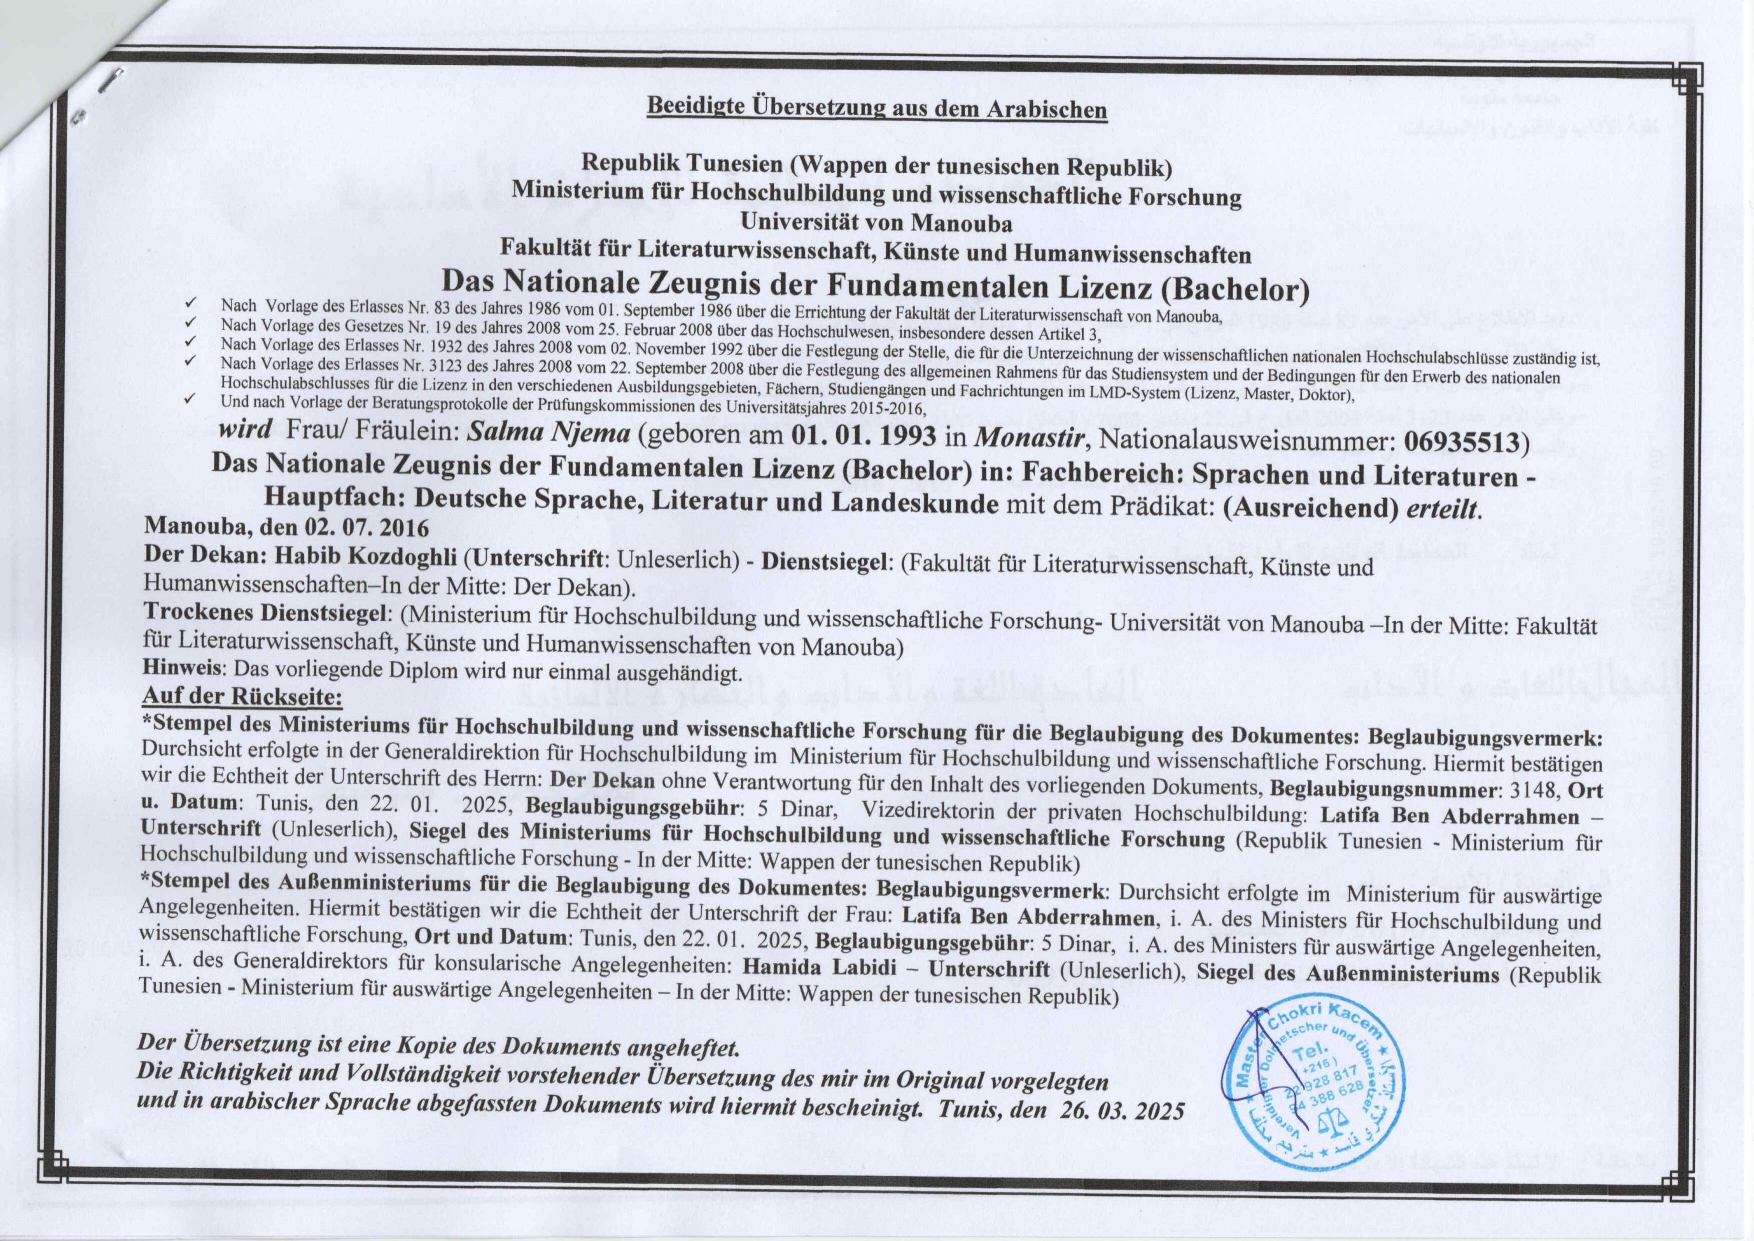 Beeidigte Übersetzung aus dem Arabischen
Republik Tunesien (Wappen der tunesischen Republik)
Ministerium für Hochschulbildung und wissenschaftliche Forschung
Universität von Manouba
Fakultät für Literaturwissenschaft, Künste und Humanwissenschaften
Das Nationale Zeugnis der Fundamentalen Lizenz (Bachelor)
✓ Nach Vorlage des Erlasses Nr. 83 des Jahres 1986 vom 01. September 1986 über die Errichtung der Fakultät der Literaturwissenschaft von Manouba,
✓ Nach Vorlage des Gesetzes Nr. 19 des Jahres 2008 vom 25. Februar 2008 über das Hochschulwesen, insbesondere dessen Artikel 3,
✓ Nach Vorlage des Erlasses Nr. 1932 des Jahres 2008 vom 02. November 1992 über die Festlegung der Stelle, die für die Unterzeichnung der wissenschaftlichen nationalen Hochschulabschlüsse zuständig ist,
✓ Nach Vorlage des Erlasses Nr. 3123 des Jahres 2008 vom 22. September 2008 über die Festlegung des allgemeinen Rahmens für das Studiensystem und der Bedingungen für den Erwerb des nationalen
Hochschulabschlusses für die Lizenz in den verschiedenen Ausbildungsgebieten, Fächern, Studiengängen und Fachrichtungen im LMD-System (Lizenz, Master, Doktor),
✓ Und nach Vorlage der Beratungsprotokolle der Prüfungskommissionen des Universitätsjahres 2015-2016,
wird Frau/ Fräulein: Salma Njema (geboren am 01. 01. 1993 in Monastir, Nationalausweisnummer: 06935513)
Das Nationale Zeugnis der Fundamentalen Lizenz (Bachelor) in: Fachbereich: Sprachen und Literaturen -
Hauptfach: Deutsche Sprache, Literatur und Landeskunde mit dem Prädikat: (Ausreichend) erteilt.
Manouba, den 02. 07. 2016
Der Dekan: Habib Kozdoghli (Unterschrift: Unleserlich) - Dienstsiegel: (Fakultät für Literaturwissenschaft, Künste und
Humanwissenschaften–In der Mitte: Der Dekan).
Trockenes Dienstsiegel: (Ministerium für Hochschulbildung und wissenschaftliche Forschung- Universität von Manouba –In der Mitte: Fakultät
für Literaturwissenschaft, Künste und Humanwissenschaften von Manouba)
Hinweis: Das vorliegende Diplom wird nur einmal ausgehändigt.
Auf der Rückseite:
*Stempel des Ministeriums für Hochschulbildung und wissenschaftliche Forschung für die Beglaubigung des Dokumentes: Beglaubigungsvermerk:
Durchsicht erfolgte in der Generaldirektion für Hochschulbildung im Ministerium für Hochschulbildung und wissenschaftliche Forschung. Hiermit bestätigen
wir die Echtheit der Unterschrift des Herrn: Der Dekan ohne Verantwortung für den Inhalt des vorliegenden Dokuments, Beglaubigungsnummer: 3148, Ort
u. Datum: Tunis, den 22. 01. 2025, Beglaubigungsgebühr: 5 Dinar, Vizedirektorin der privaten Hochschulbildung: Latifa Ben Abderrahmen –
Unterschrift (Unleserlich), Siegel des Ministeriums für Hochschulbildung und wissenschaftliche Forschung (Republik Tunesien - Ministerium für
Hochschulbildung und wissenschaftliche Forschung - In der Mitte: Wappen der tunesischen Republik)
*Stempel des Außenministeriums für die Beglaubigung des Dokumentes: Beglaubigungsvermerk: Durchsicht erfolgte im Ministerium für auswärtige
Angelegenheiten. Hiermit bestätigen wir die Echtheit der Unterschrift der Frau: Latifa Ben Abderrahmen, i. A. des Ministers für Hochschulbildung und
wissenschaftliche Forschung, Ort und Datum: Tunis, den 22. 01. 2025, Beglaubigungsgebühr: 5 Dinar, i. A. des Ministers für auswärtige Angelegenheiten,
i. A. des Generaldirektors für konsularische Angelegenheiten: Hamida Labidi – Unterschrift (Unleserlich), Siegel des Außenministeriums (Republik
Tunesien - Ministerium für auswärtige Angelegenheiten – In der Mitte: Wappen der tunesischen Republik)
Der Übersetzung ist eine Kopie des Dokuments angeheftet.
Die Richtigkeit und Vollständigkeit vorstehender Übersetzung des mir im Original vorgelegten
und in arabischer Sprache abgefassten Dokuments wird hiermit bescheinigt. Tunis, den 26. 03. 2025
Master Chokri Kacem
Vereidigter Dolmetscher und Übersetzer
Tel.
(+216)
22 928 817
94 388 628